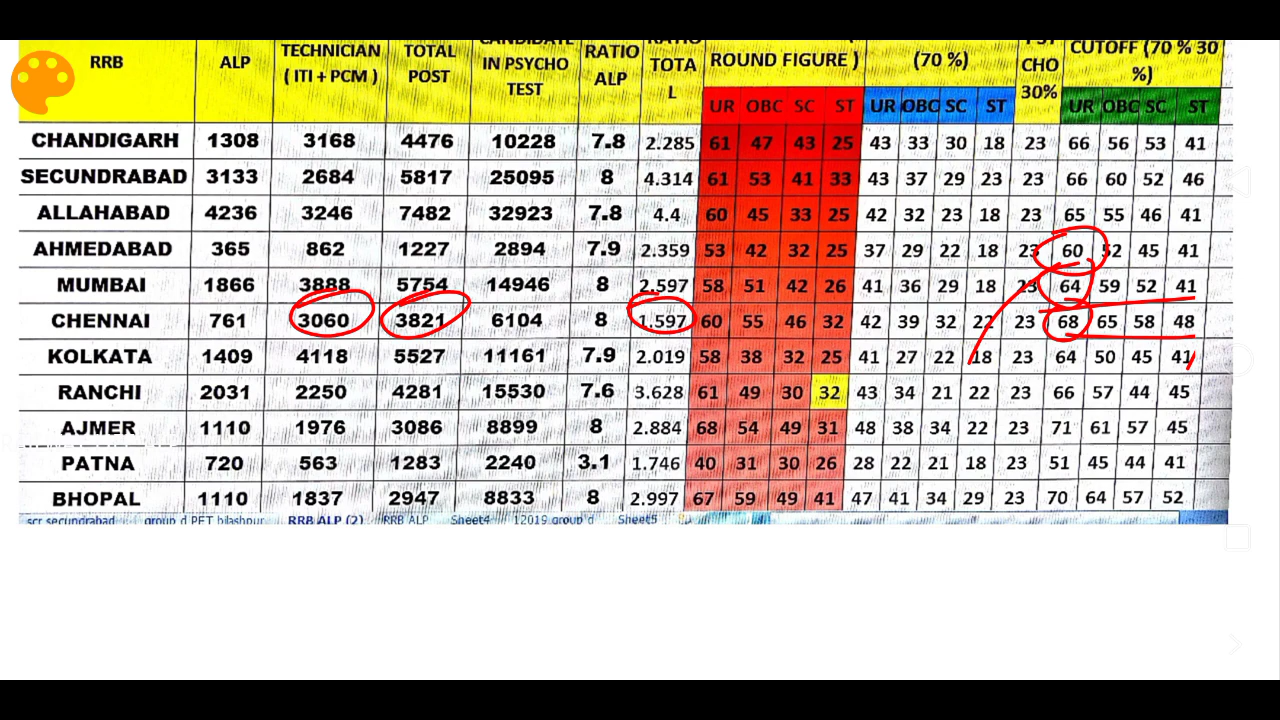 RRB ALP TECHNICIAN ( ITI + PCM ) TOTAL POST CANDIDATE IN PSYCHO TEST RATIO ALP RATIO TOTA L ROUND FIGURE ) (70 %) CHO 30% CUTOFF (70 % 30 %)
UR OBC SC ST UR OBC SC ST UR OBC SC ST
CHANDIGARH 1308 3168 4476 10228 7.8 2.285 61 47 43 25 43 33 30 18 23 66 56 53 41
SECUNDRABAD 3133 2684 5817 25095 8 4.314 61 53 41 33 43 37 29 23 23 66 60 52 46
ALLAHABAD 4236 3246 7482 32923 7.8 4.4 60 45 33 25 42 32 23 18 23 65 55 46 41
AHMEDABAD 365 862 1227 2894 7.9 2.359 53 42 32 25 37 29 22 18 23 60 52 45 41
MUMBAI 1866 3888 5754 14946 8 2.597 58 51 42 26 41 36 29 18 23 64 59 52 41
CHENNAI 761 3060 3821 6104 8 1.597 60 55 46 32 42 39 32 22 23 68 65 58 48
KOLKATA 1409 4118 5527 11161 7.9 2.019 58 38 32 25 41 27 22 18 23 64 50 45 41
RANCHI 2031 2250 4281 15530 7.6 3.628 61 49 30 32 43 34 21 22 23 66 57 44 45
AJMER 1110 1976 3086 8899 8 2.884 68 54 49 31 48 38 34 22 23 71 61 57 45
PATNA 720 563 1283 2240 3.1 1.746 40 31 30 26 28 22 21 18 23 51 45 44 41
BHOPAL 1110 1837 2947 8833 8 2.997 67 59 49 41 47 41 34 29 23 70 64 57 52
scr secundrabad group d PET bilashpur RRB ALP (2) RRB ALP Sheet4 12019 group d Sheet5